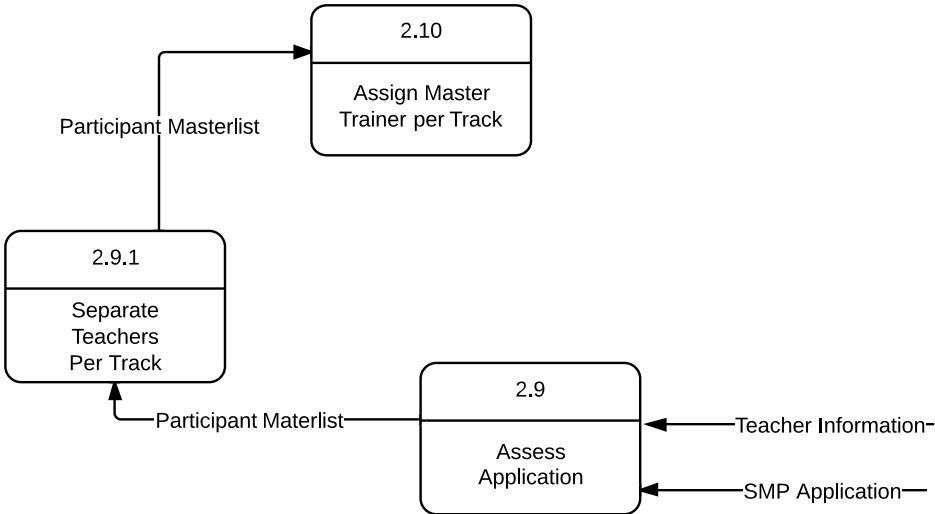 2.10
Assign Master
Trainer per Track
Participant Masterlist
2.9.1
Separate
Teachers
Per Track
2.9
Participant Materlist
Assess
Application
Teacher Information
SMP Application